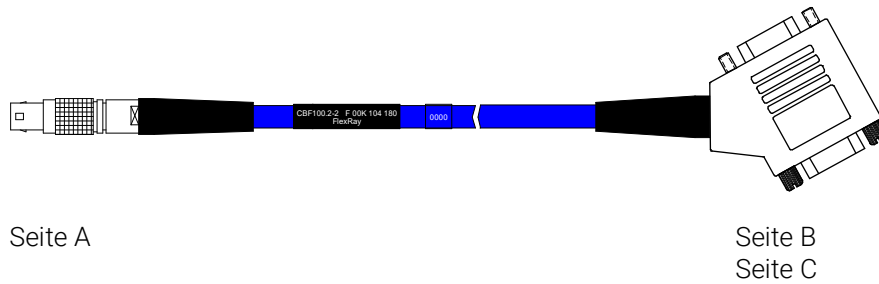 CBF100.2-2 F 00K 104 180
FlexRay
0000
Seite A
Seite B
Seite C